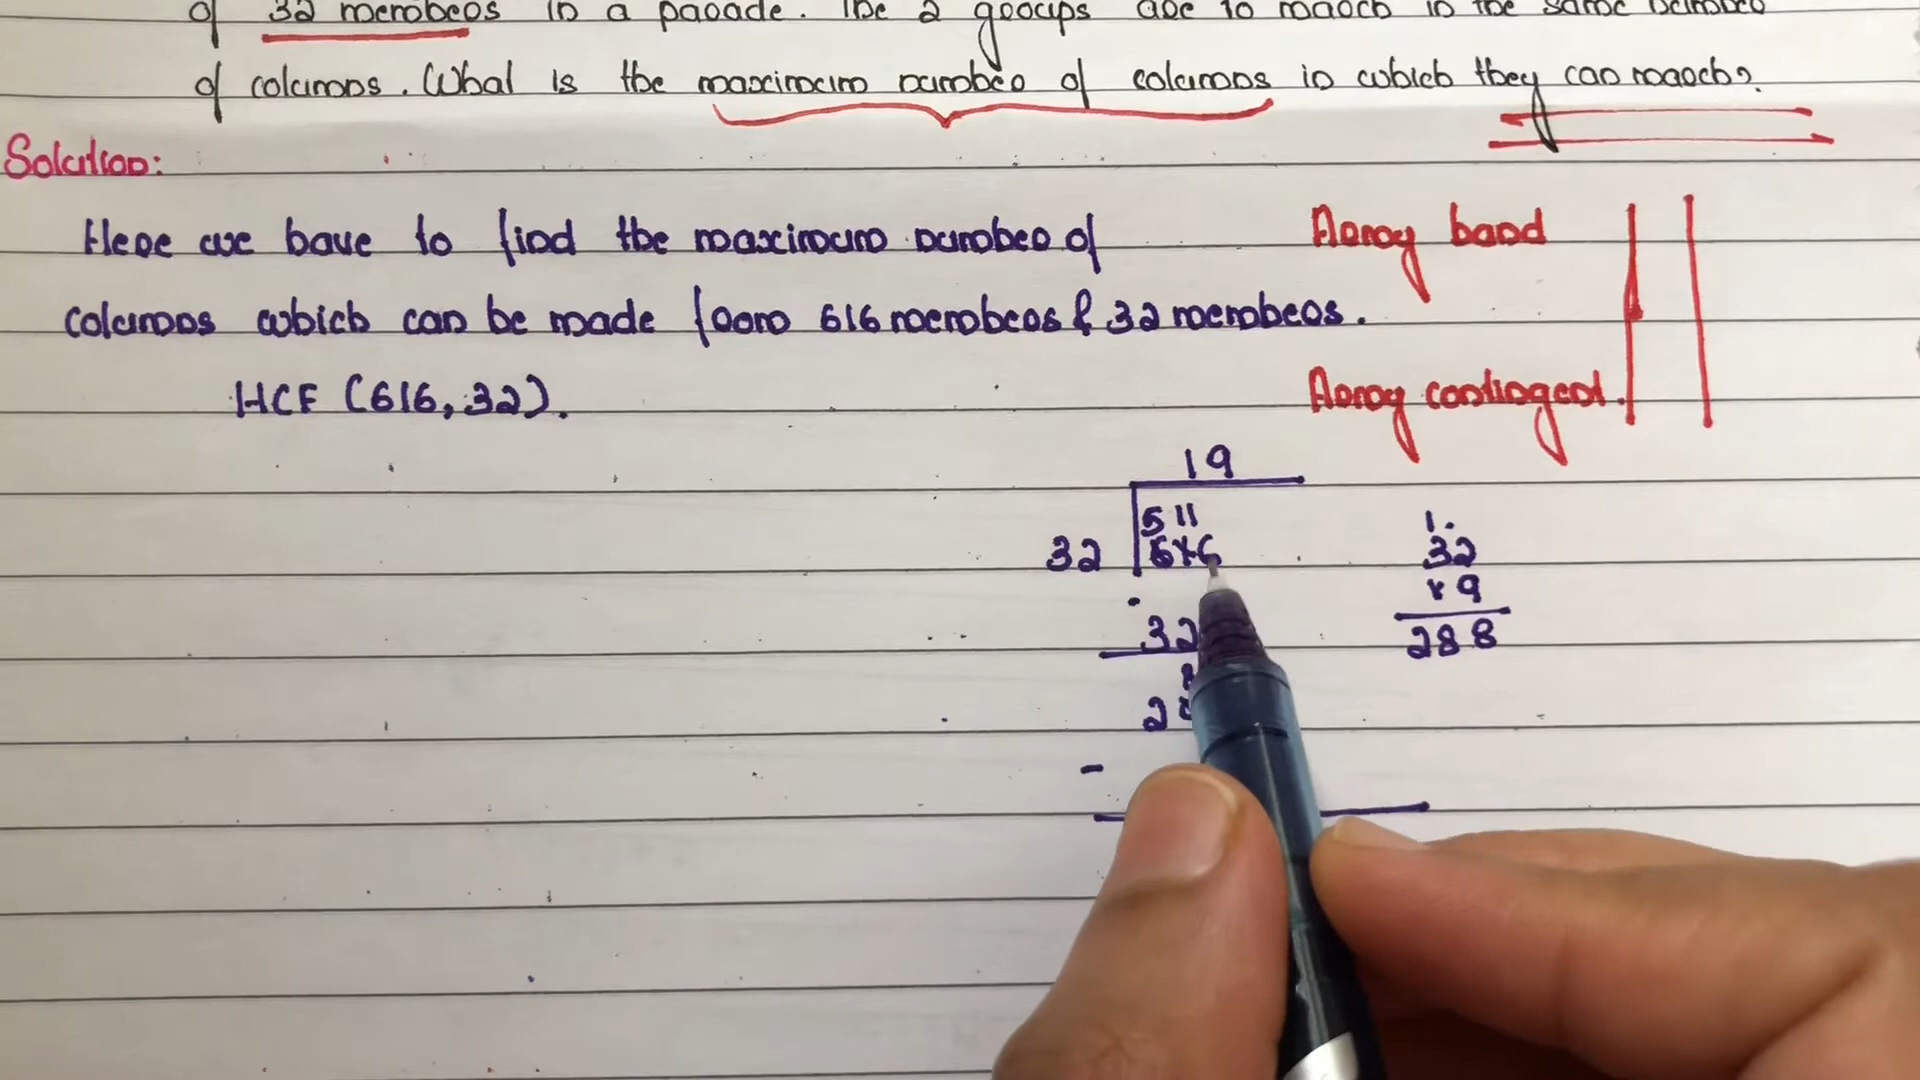 of 32 members in a parade. The 2 groups are to march in the same number
of columns. What is the maximum number of columns in which they can march?
Solution:
Here we have to find the maximum number of
columns which can be made from 616 members & 32 members.
HCF (616, 32).
Army band
Army contingent.
19
5 11
32 616
32
2
-
1
32
x 9
288